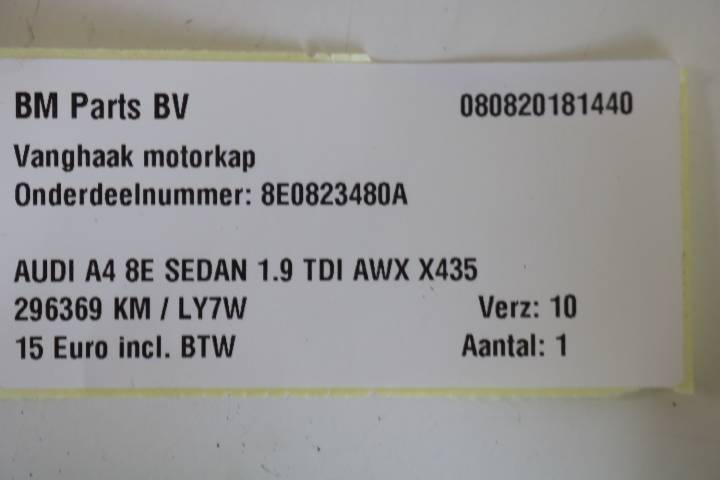 BM Parts BV 080820181440
Vanghaak motorkap
Onderdeelnummer: 8E0823480A
AUDI A4 8E SEDAN 1.9 TDI AWX X435
296369 KM / LY7W Verz: 10
15 Euro incl. BTW Aantal: 1